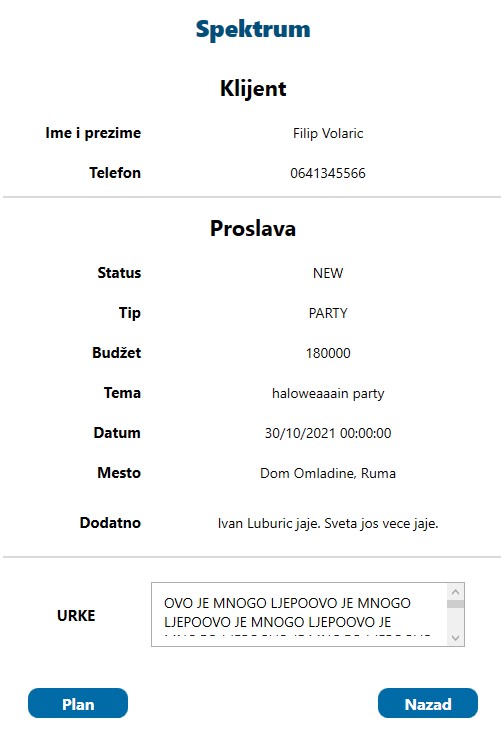 Spektrum
Klijent
Ime i prezime Filip Volaric
Telefon 0641345566
Proslava
Status NEW
Tip PARTY
Budžet 180000
Tema haloweaaain party
Datum 30/10/2021 00:00:00
Mesto Dom Omladine, Ruma
Dodatno Ivan Luburic jaje. Sveta jos vece jaje.
URKE
OVO JE MNOGO LJEPOOVO JE MNOGO
LJEPOOVO JE MNOGO LJEPOOVO JE
Plan Nazad